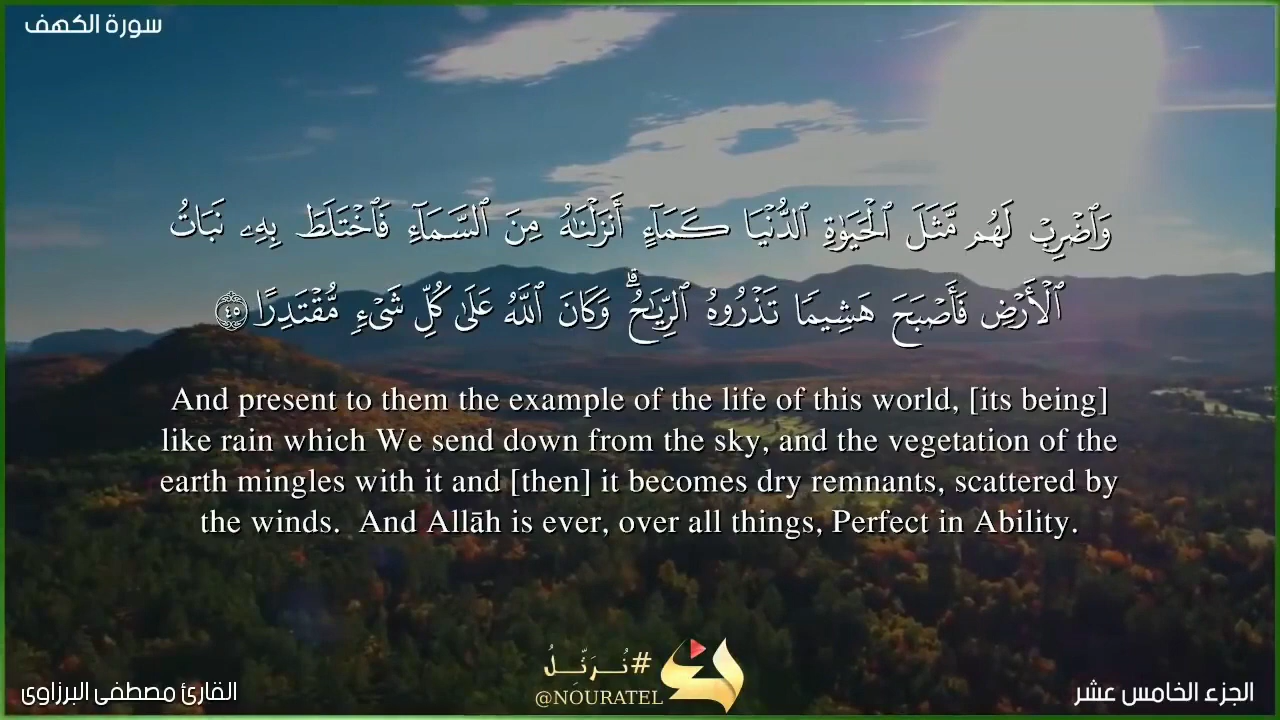 سورة الكهف
وَٱضۡرِبۡ لَهُم مَّثَلَ ٱلۡحَيَوٰةِ ٱلدُّنۡيَا كَمَآءٍ أَنزَلۡنَٰهُ مِنَ ٱلسَّمَآءِ فَٱخۡتَلَطَ بِهِۦ نَبَاتُ
ٱلۡأَرۡضِ فَأَصۡبَحَ هَشِيمٗا تَذۡرُوهُ ٱلرِّيَٰحُۗ وَكَانَ ٱللَّهُ عَلَىٰ كُلِّ شَيۡءٖ مُّقۡتَدِرًا ٤٥
And present to them the example of the life of this world, [its being]
like rain which We send down from the sky, and the vegetation of the
earth mingles with it and [then] it becomes dry remnants, scattered by
the winds.  And Allāh is ever, over all things, Perfect in Ability.
#نُرَتِّلُ
@NOURATEL
الجزء الخامس عشر
القارئ مصطفى البرزاوى